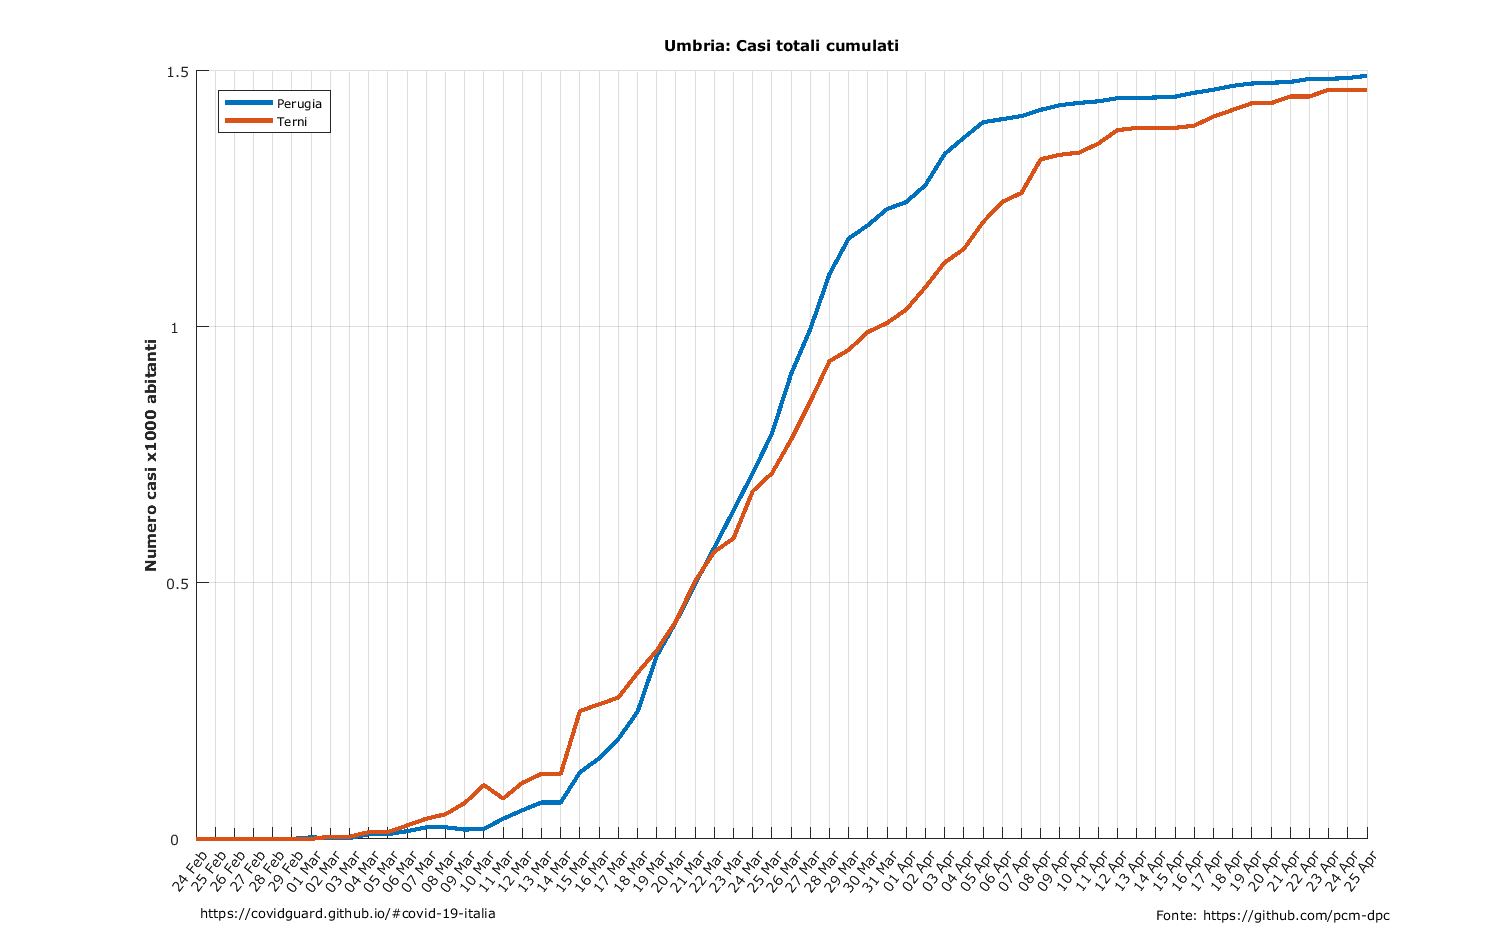 Umbria: Casi totali cumulati
1.5
Perugia
Terni
1
Numero casi x1000 abitanti
0.5
0
24 Feb
25 Feb
26 Feb
27 Feb
28 Feb
29 Feb
01 Mar
02 Mar
03 Mar
04 Mar
05 Mar
06 Mar
07 Mar
08 Mar
09 Mar
10 Mar
11 Mar
12 Mar
13 Mar
14 Mar
15 Mar
16 Mar
17 Mar
18 Mar
19 Mar
20 Mar
21 Mar
22 Mar
23 Mar
24 Mar
25 Mar
26 Mar
27 Mar
28 Mar
29 Mar
30 Mar
31 Mar
01 Apr
02 Apr
03 Apr
04 Apr
05 Apr
06 Apr
07 Apr
08 Apr
09 Apr
10 Apr
11 Apr
12 Apr
13 Apr
14 Apr
15 Apr
16 Apr
17 Apr
18 Apr
19 Apr
20 Apr
21 Apr
22 Apr
23 Apr
24 Apr
25 Apr
https://covidguard.github.io/#covid-19-italia
Fonte: https://github.com/pcm-dpc